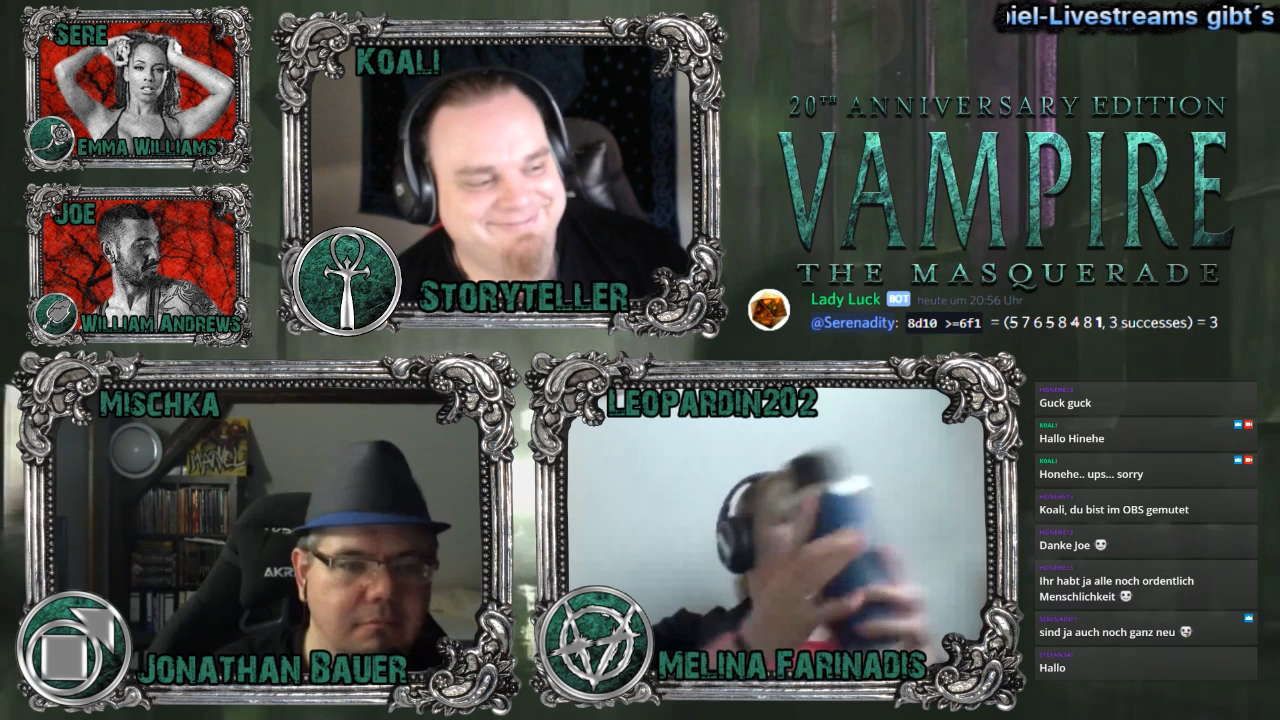 iel-Livestreams gibt´s
SERE
EMMA WILLIAMS
KOALI
STORYTELLER
JOE
WILLIAM ANDREWS
20TH ANNIVERSARY EDITION
VAMPIRE
THE MASQUERADE
Lady Luck BOT heute um 20:56 Uhr
@Serenadity: 8d10 >=6f1 = (5 7 6 5 8 4 8 1, 3 successes) = 3
MISCHKA
JONATHAN BAUER
LEOPARDIN202
MELINA FARINADIS
Guck guck
KOALI
Hallo Hinehe
KOALI
Honehe.. ups... sorry
Koali, du bist im OBS gemutet
Danke Joe
Ihr habt ja alle noch ordentlich
Menschlichkeit
sind ja auch noch ganz neu
Hallo